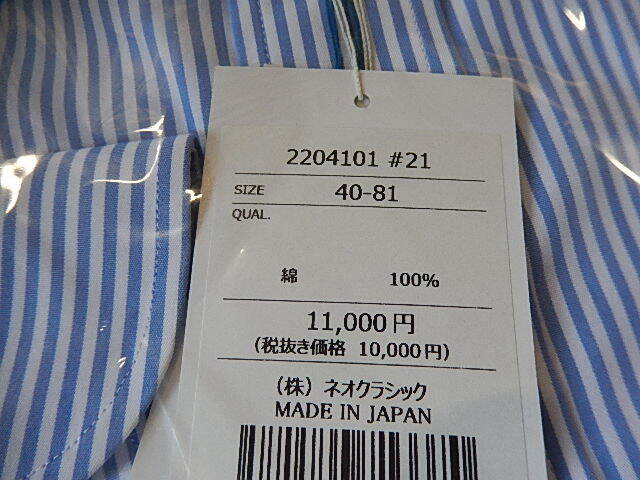 2204101 #21
SIZE 40-81
QUAL.
綿 100%
11,000円
(税抜き価格 10,000円)
(株) ネオクラシック
MADE IN JAPAN